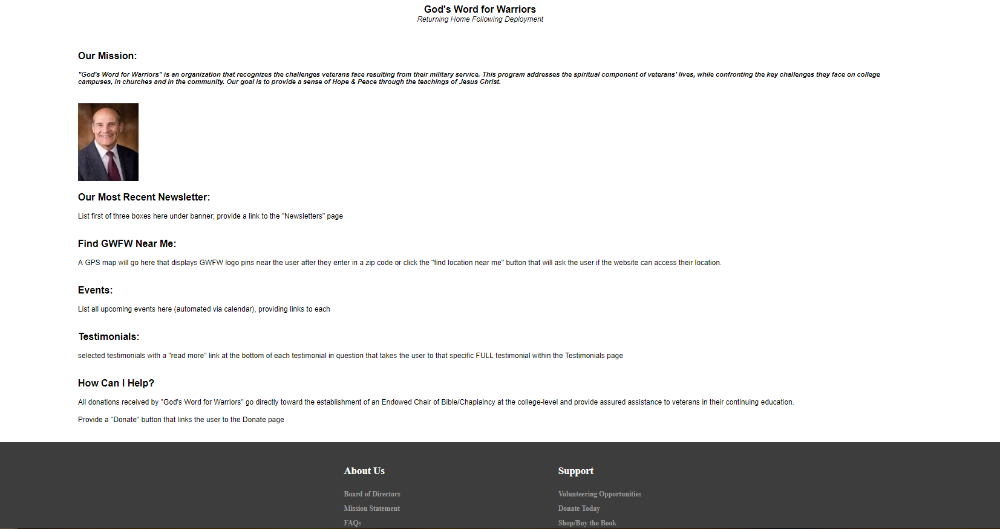 God's Word for Warriors
Returning Home Following Deployment
Our Mission:
"God's Word for Warriors" is an organization that recognizes the challenges veterans face resulting from their military service. This program addresses the spiritual component of veterans' lives, while confronting the key challenges they face on college
campuses, in churches and in the community. Our goal is to provide a sense of Hope & Peace through the teachings of Jesus Christ.
Our Most Recent Newsletter:
List first of three boxes here under banner; provide a link to the "Newsletters" page
Find GWFW Near Me:
A GPS map will go here that displays GWFW logo pins near the user after they enter in a zip code or click the "find location near me" button that will ask the user if the website can access their location.
Events:
List all upcoming events here (automated via calendar), providing links to each
Testimonials:
selected testimonials with a "read more" link at the bottom of each testimonial in question that takes the user to that specific FULL testimonial within the Testimonials page
How Can I Help?
All donations received by "God's Word for Warriors" go directly toward the establishment of an Endowed Chair of Bible/Chaplaincy at the college-level and provide assured assistance to veterans in their continuing education.
Provide a "Donate" button that links the user to the Donate page
About Us
Board of Directors
Mission Statement
FAQs
Support
Volunteering Opportunities
Donate Today
Shop/Buy the Book